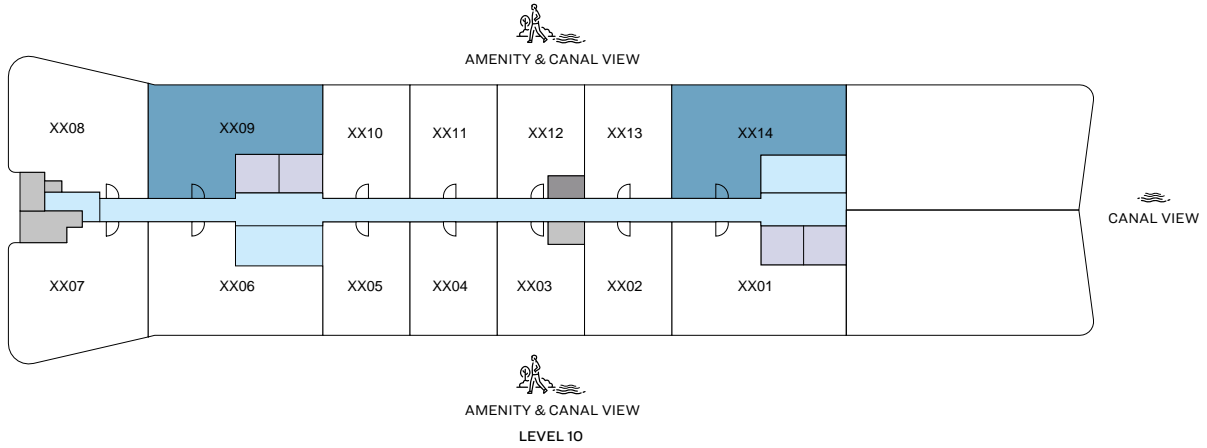 AMENITY & CANAL VIEW
XX08
XX09
XX10
XX11
XX12
XX13
XX14
CANAL VIEW
XX07
XX06
XX05
XX04
XX03
XX02
XX01
AMENITY & CANAL VIEW
LEVEL 10